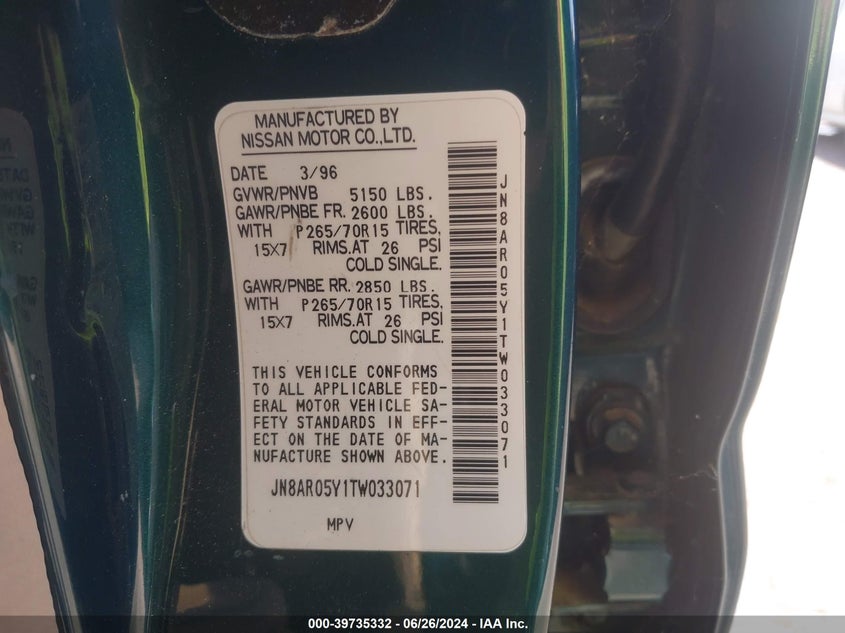 MANUFACTURED BY
NISSAN MOTOR CO.,LTD.
DATE 3/96
GVWR/PNVB 5150 LBS.
GAWR/PNBE FR. 2600 LBS.
WITH P265/70R15 TIRES,
15X7 RIMS.AT 26 PSI
COLD SINGLE.
GAWR/PNBE RR. 2850 LBS.
WITH P265/70R15 TIRES,
15X7 RIMS.AT 26 PSI
COLD SINGLE.
THIS VEHICLE CONFORMS
TO ALL APPLICABLE FED-
ERAL MOTOR VEHICLE SA-
FETY STANDARDS IN EFF-
ECT ON THE DATE OF MA-
NUFACTURE SHOWN ABOVE.
JN8AR05Y1TW033071
MPV
JN8AR05Y1TW033071
000-39735332 - 06/26/2024 - IAA Inc.